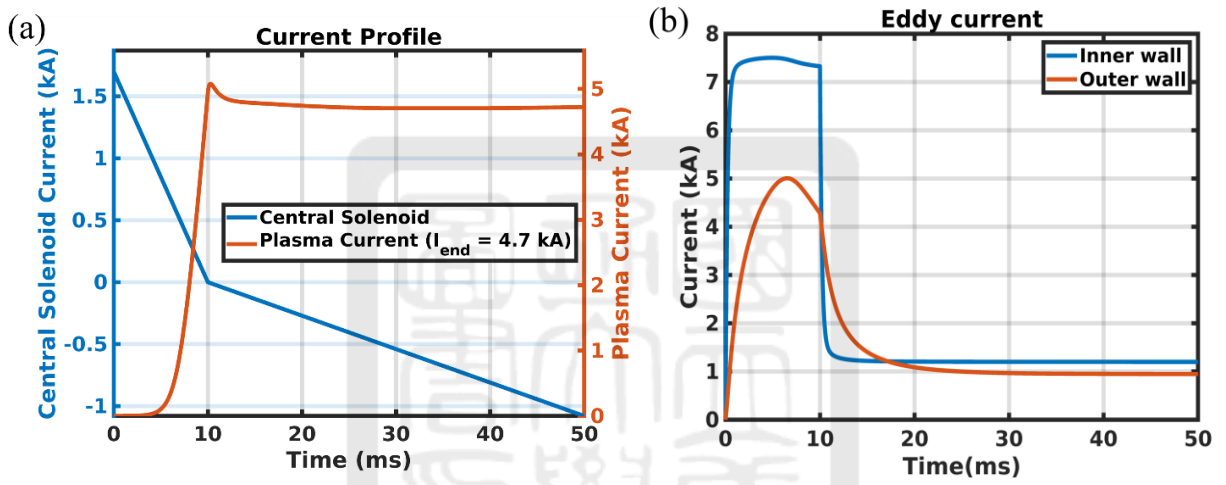 (a)
Current Profile
Central Solenoid Current (kA)
1.5
1
0.5
0
-0.5
-1
Central Solenoid
Plasma Current (I_end = 4.7 kA)
5
4
3
2
1
0
Plasma Current (kA)
0 10 20 30 40 50
Time (ms)
(b)
Eddy current
Current (kA)
8
7
6
5
4
3
2
1
0
Inner wall
Outer wall
0 10 20 30 40 50
Time(ms)